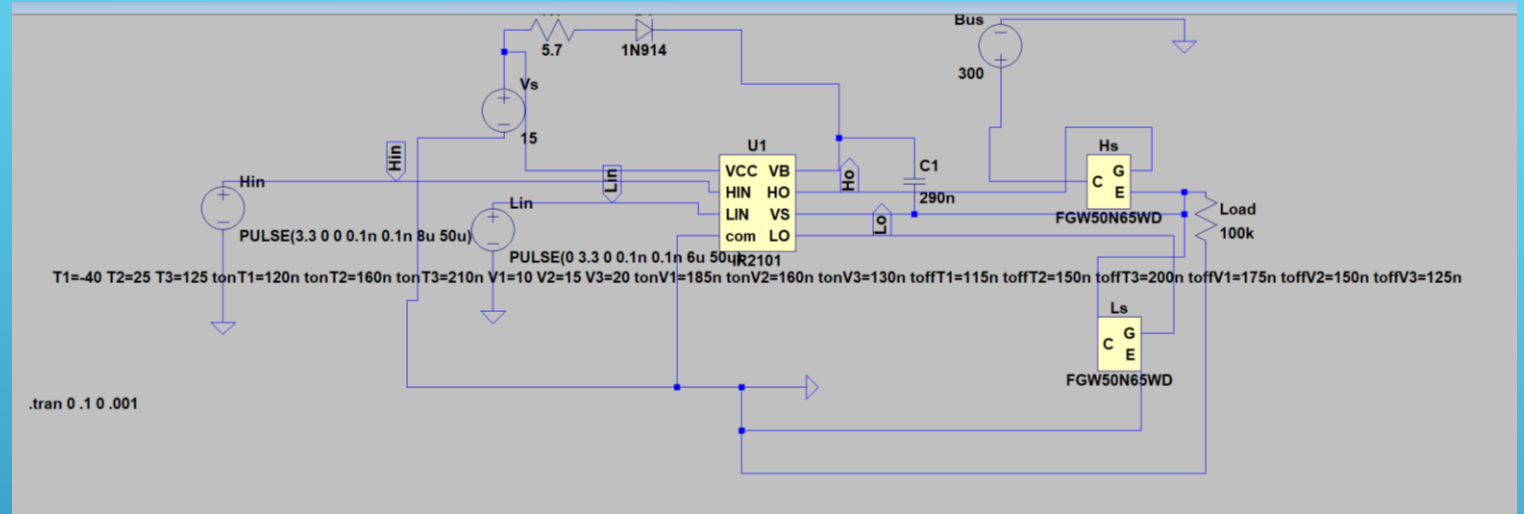 Bus
5.7
1N914
300
Vs
15
U1
Hs
Hin
VCC VB
C1
G
Hin
Lin
HIN HO
Ho
C
E
Lin
LIN VS
290n
FGW50N65WD
Load
Lo
PULSE(3.3 0 0 0.1n 0.1n 8u 50u)
com LO
100k
PULSE(0 3.3 0 0.1n 0.1n 6u 50u)
IR2101
T1=-40 T2=25 T3=125 tonT1=120n tonT2=160n tonT3=210n V1=10 V2=15 V3=20 tonV1=185n tonV2=160n tonV3=130n toffT1=115n toffT2=150n toffT3=200n toffV1=175n toffV2=150n toffV3=125n
Ls
G
C
E
FGW50N65WD
.tran 0 .1 0 .001